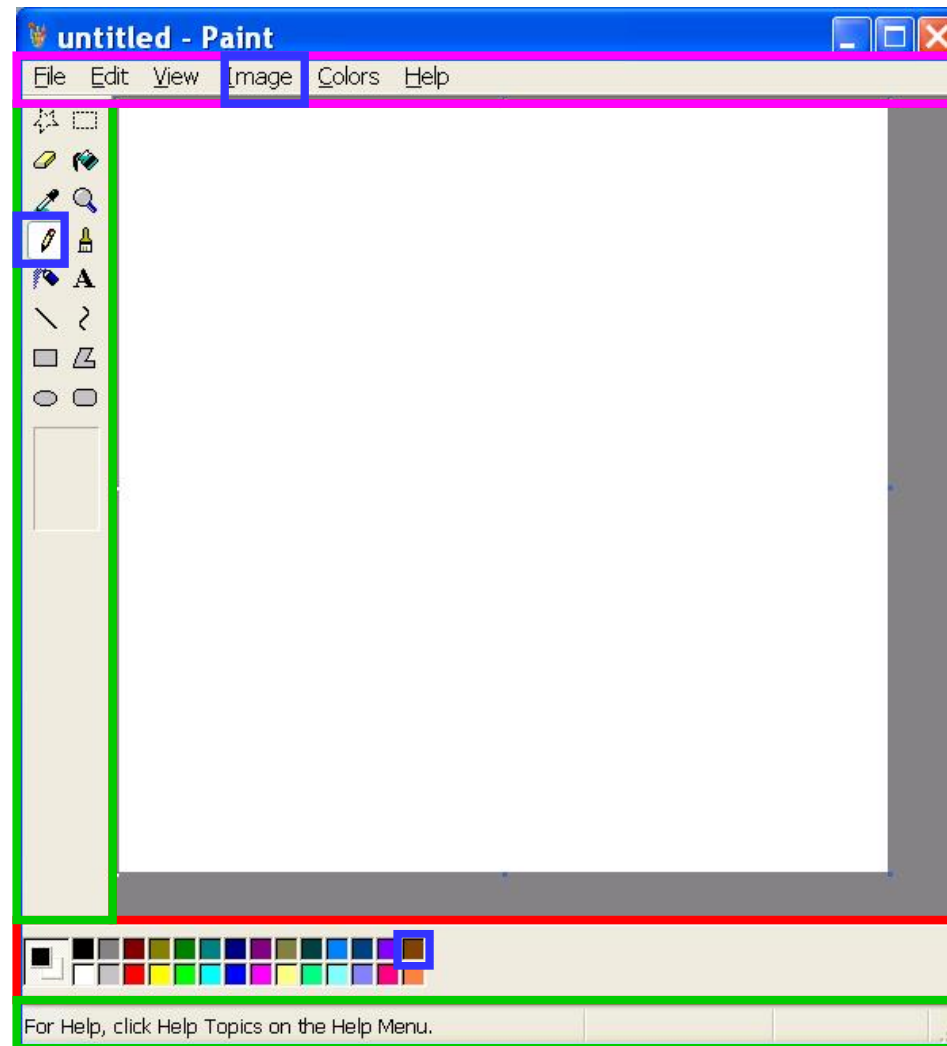 untitled - Paint
File Edit View Image Colors Help
A
For Help, click Help Topics on the Help Menu.